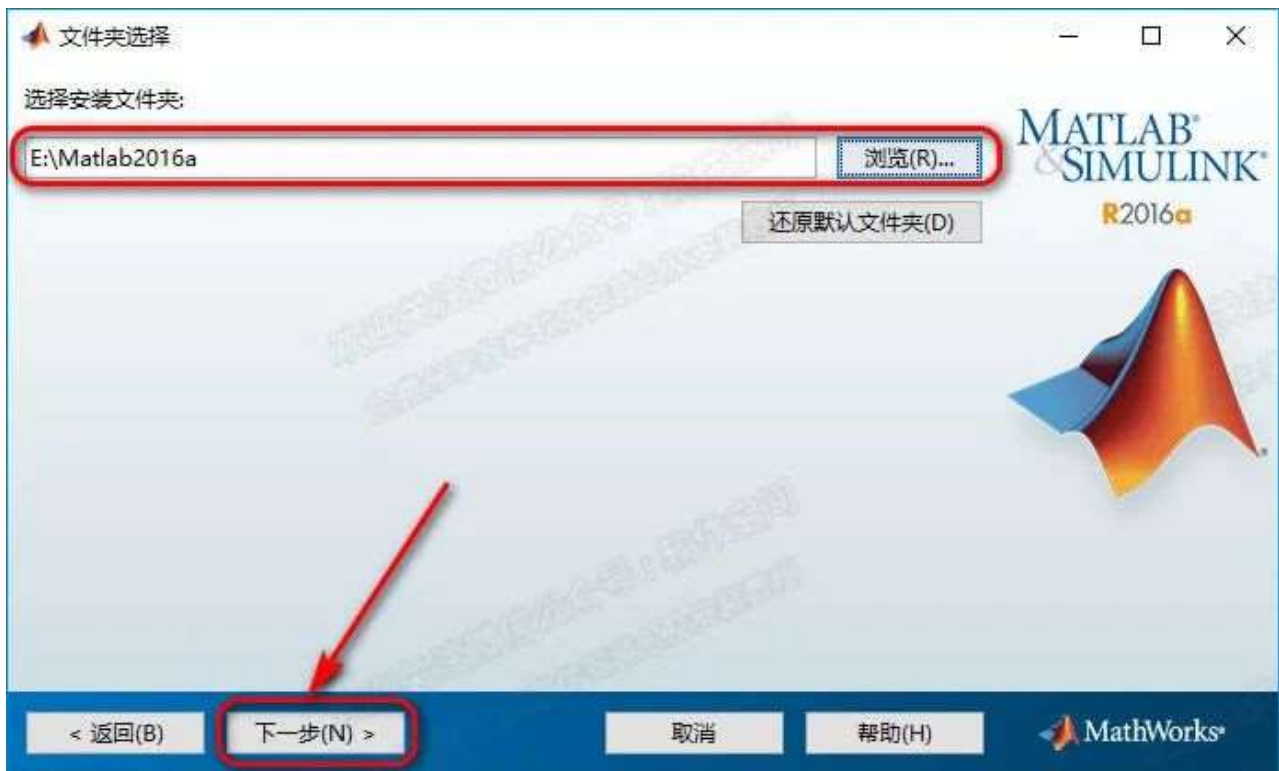 文件夹选择
选择安装文件夹:
E:\Matlab2016a
浏览(R)...
还原默认文件夹(D)
MATLAB®
&SIMULINK®
R2016a
< 返回(B)
下一步(N) >
取消
帮助(H)
MathWorks®